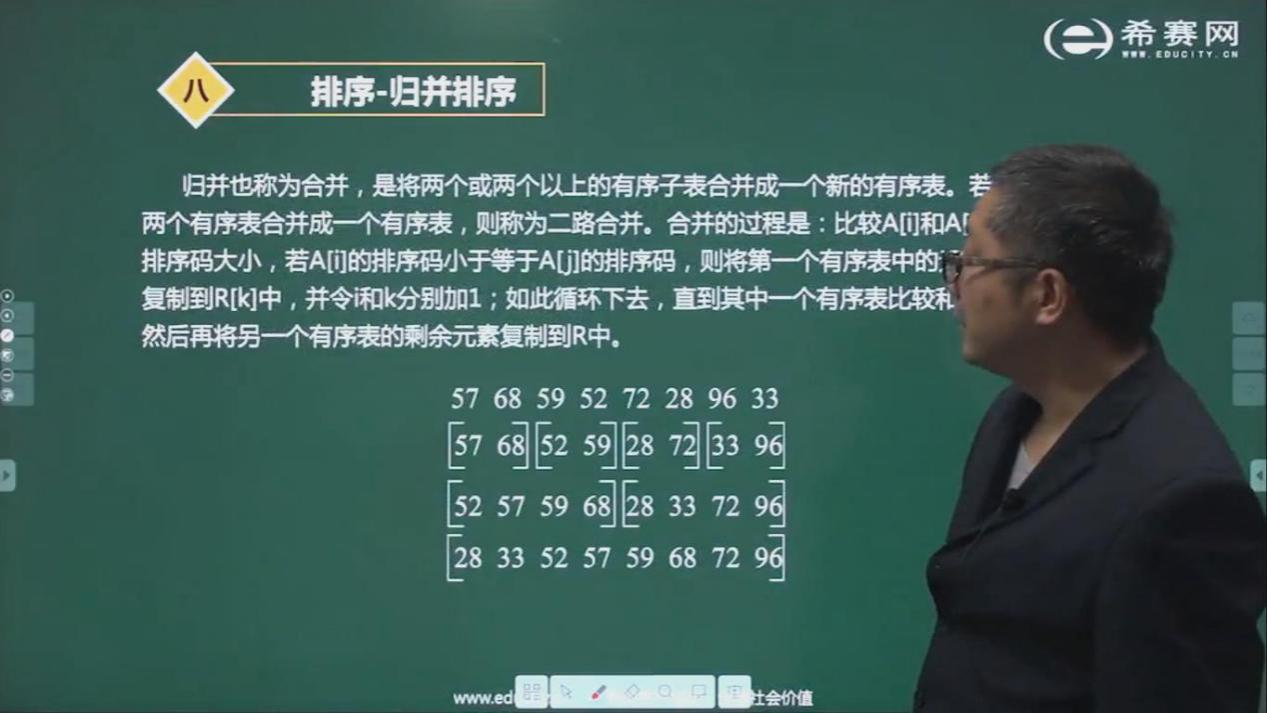 希赛网
WWW.EDUCITY.CN
八
排序-归并排序
归并也称为合并，是将两个或两个以上的有序子表合并成一个新的有序表。若
两个有序表合并成一个有序表，则称为二路合并。合并的过程是：比较A[i]和A[
排序码大小，若A[i]的排序码小于等于A[j]的排序码，则将第一个有序表中的
复制到R[k]中，并令i和k分别加1；如此循环下去，直到其中一个有序表比较和
然后再将另一个有序表的剩余元素复制到R中。
57 68 59 52 72 28 96 33
[57 68] [52 59] [28 72] [33 96]
[52 57 59 68] [28 33 72 96]
[28 33 52 57 59 68 72 96]
www.edu 社会价值